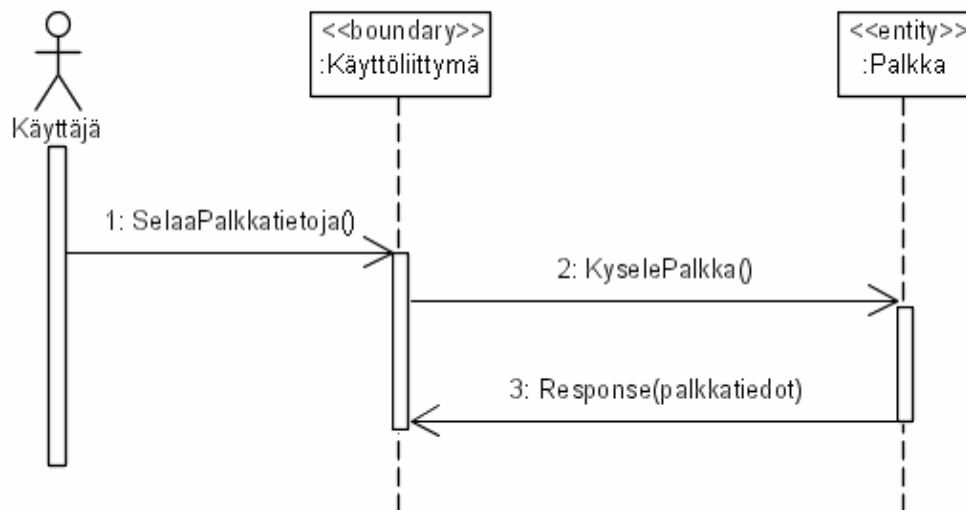 <<boundary>>
:Käyttöliittymä
<<entity>>
:Palkka
Käyttäjä
1: SelaaPalkkatietoja()
2: KyselePalkka()
3: Response(palkkatiedot)